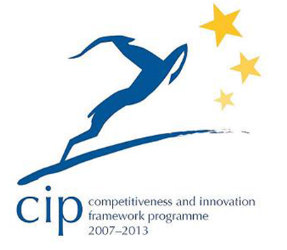 cip competitiveness and innovation
framework programme
2007–2013